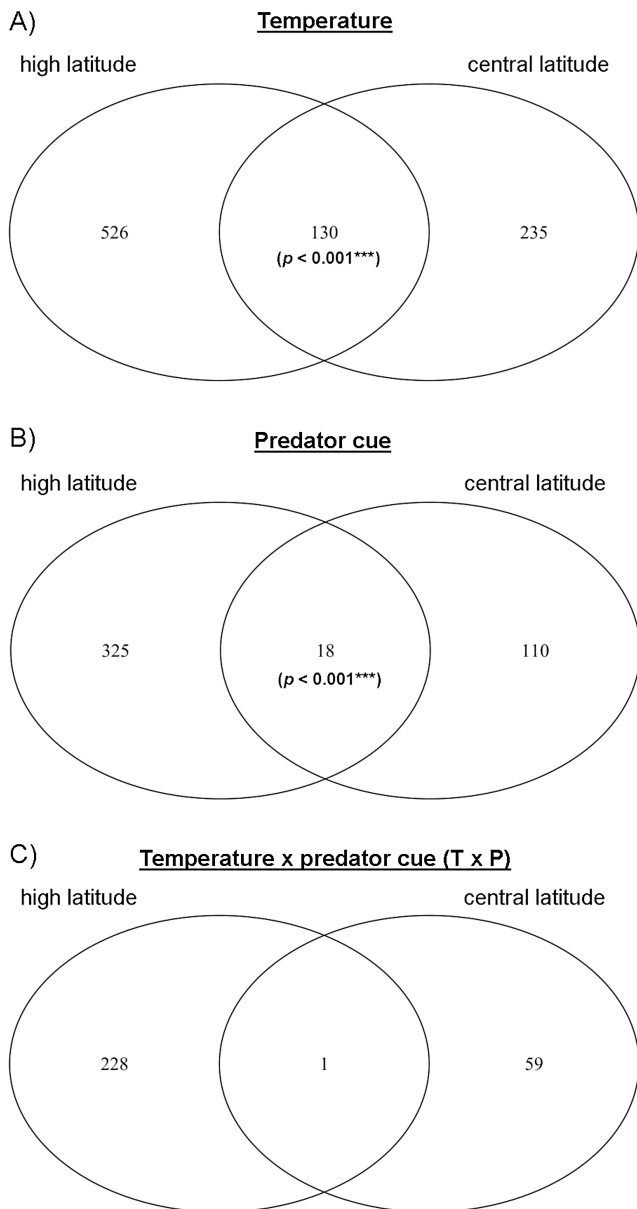 A)
Temperature
high latitude
central latitude
526
130
235
(p < 0.001***)
B)
Predator cue
high latitude
central latitude
325
18
110
(p < 0.001***)
C)
Temperature x predator cue (T x P)
high latitude
central latitude
228
1
59